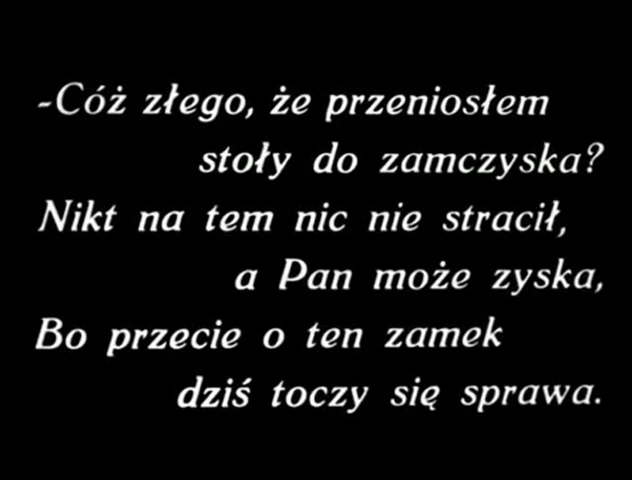 -Cóż złego, że przeniosłem
stoły do zamczyska?
Nikt na tem nic nie stracił,
a Pan może zyska,
Bo przecie o ten zamek
dziś toczy się sprawa.